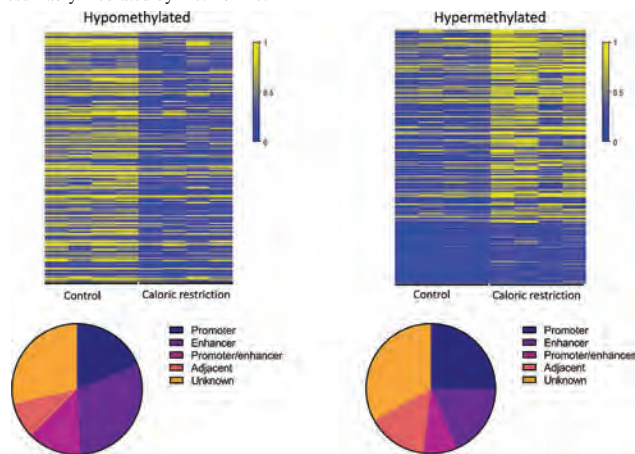 Hypomethylated
Hypermethylated
1
0.5
0
1
0.5
0
Control
Caloric restriction
Control
Caloric restriction
Promoter
Enhancer
Promoter/enhancer
Adjacent
Unknown
Promoter
Enhancer
Promoter/enhancer
Adjacent
Unknown